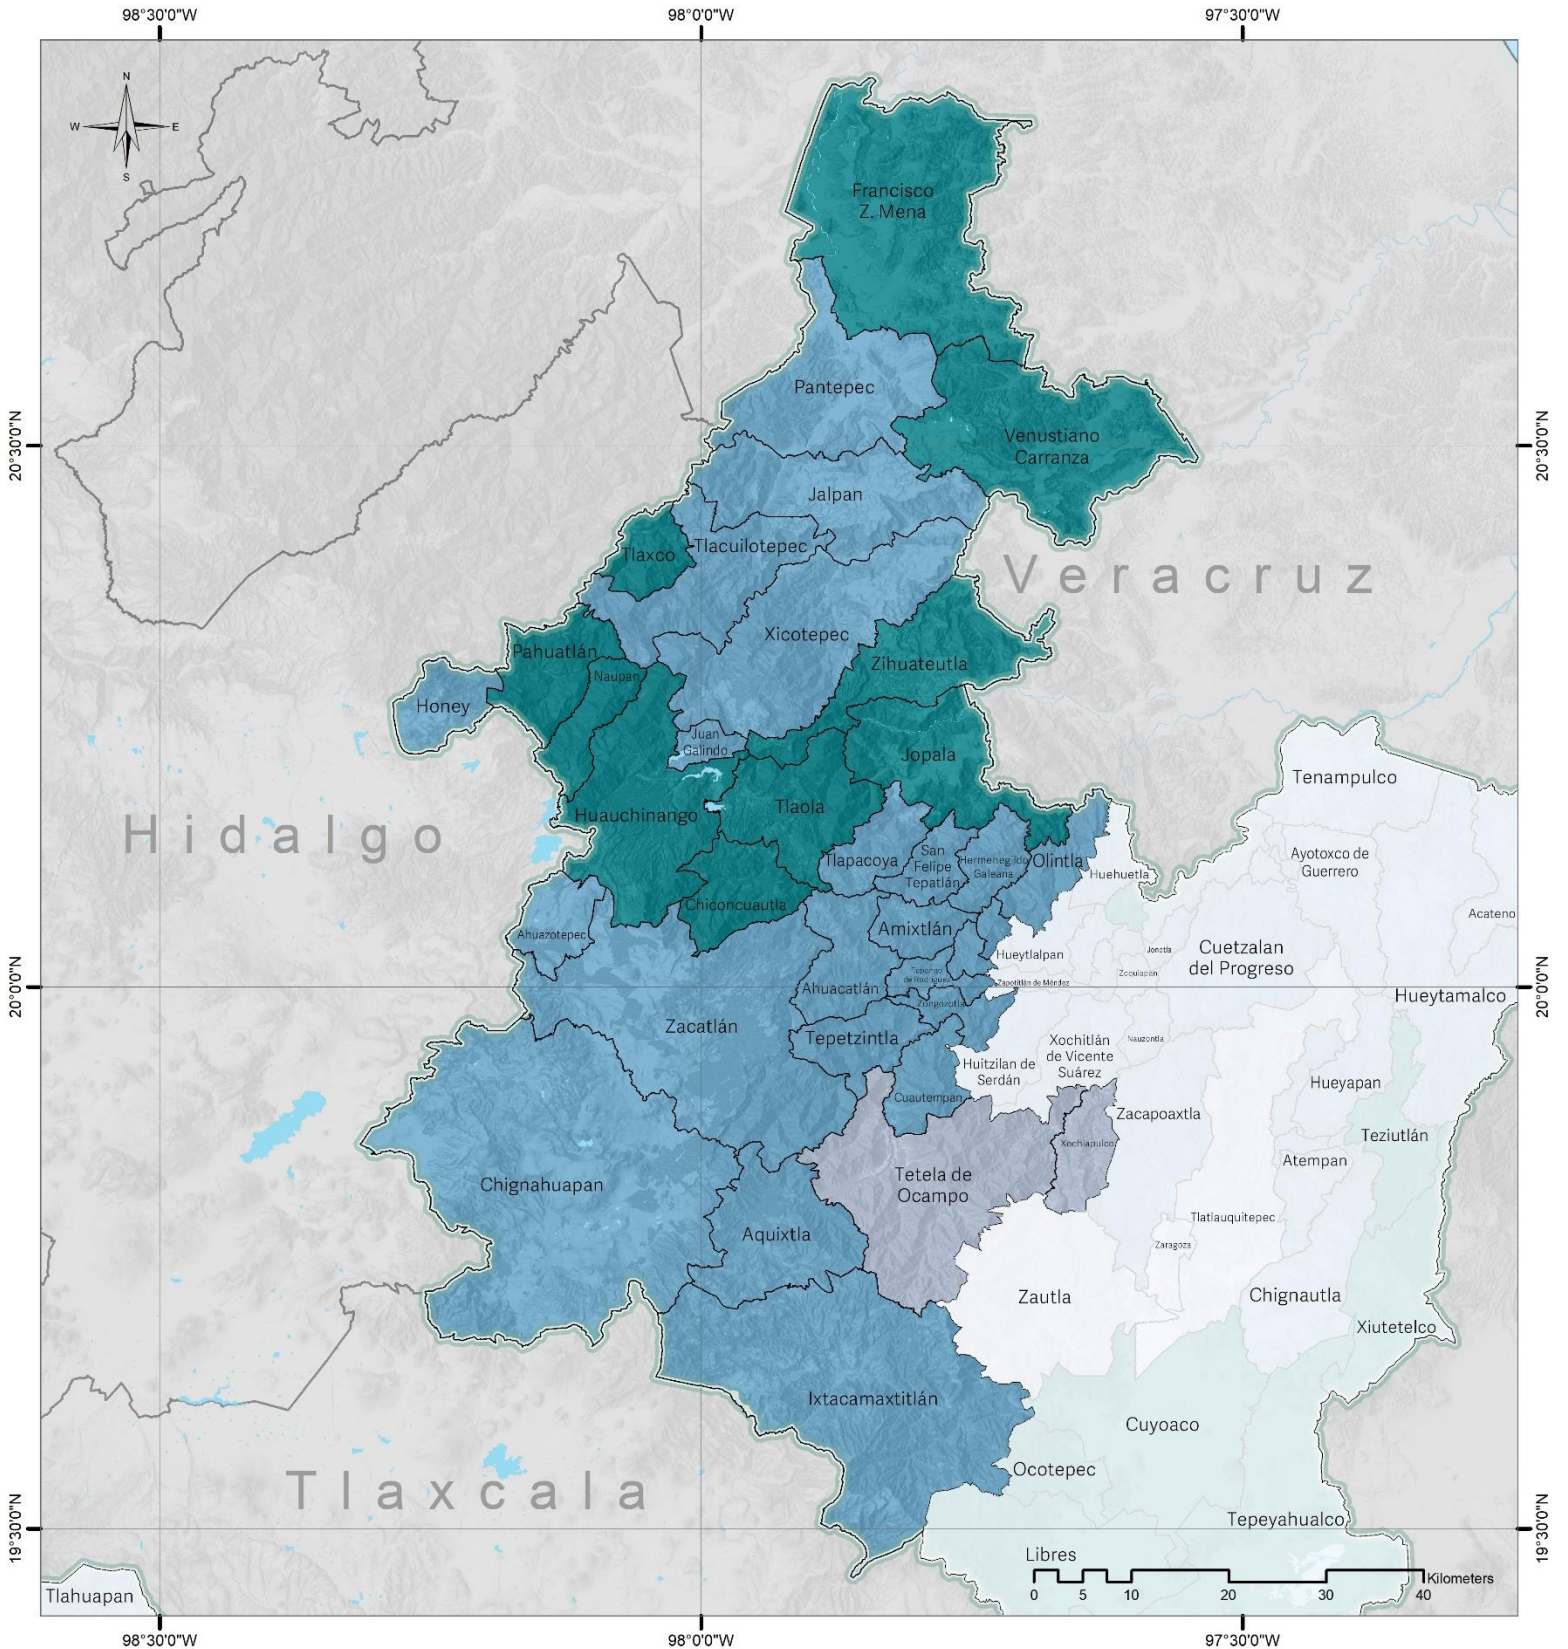 98°30'0"W 98°0'0"W 97°30'0"W
N
W E
S
Francisco
Z. Mena
Pantepec
20°30'0"N
20°30'0"N
Venustiano
Carranza
Jalpan
Tlaxco
Tlacuilotepec
Veracruz
Xicotepec
Pahuatlán
Naupan
Zihuateutla
Honey
Juan
Galindo
Jopala
Tenampulco
Hidalgo
Huauchinango
Tlaola
Tlapacoya
San
Felipe
Tepatlán
Hermenegildo
Galeana
Olintla
Huehuetla
Ayotoxco de
Guerrero
Chiconcuautla
Acateno
Ahuazotepec
Amixtlán
Hueytlalpan
Jonotla
Cuetzalan
del Progreso
Zoquiapan
Tepango
de Rodríguez
Zapotitlán de Méndez
Ahuacatlán
Zongozotla
Hueytamalco
20°0'0"N
20°0'0"N
Zacatlán
Tepetzintla
Xochitlán
de Vicente
Suárez
Nauzontla
Huitzilan de
Serdán
Hueyapan
Cuautempan
Zacapoaxtla
Xochiapulco
Teziutlán
Atempan
Chignahuapan
Tetela de
Ocampo
Tlatlauquitepec
Zaragoza
Aquixtla
Zautla
Chignautla
Xiutetelco
Ixtacamaxtitlán
Cuyoaco
Ocotepec
Tlaxcala
Tepeyahualco
19°30'0"N
19°30'0"N
Libres
Kilometers
0 5 10 20 30 40
Tlahuapan
98°30'0"W 98°0'0"W 97°30'0"W